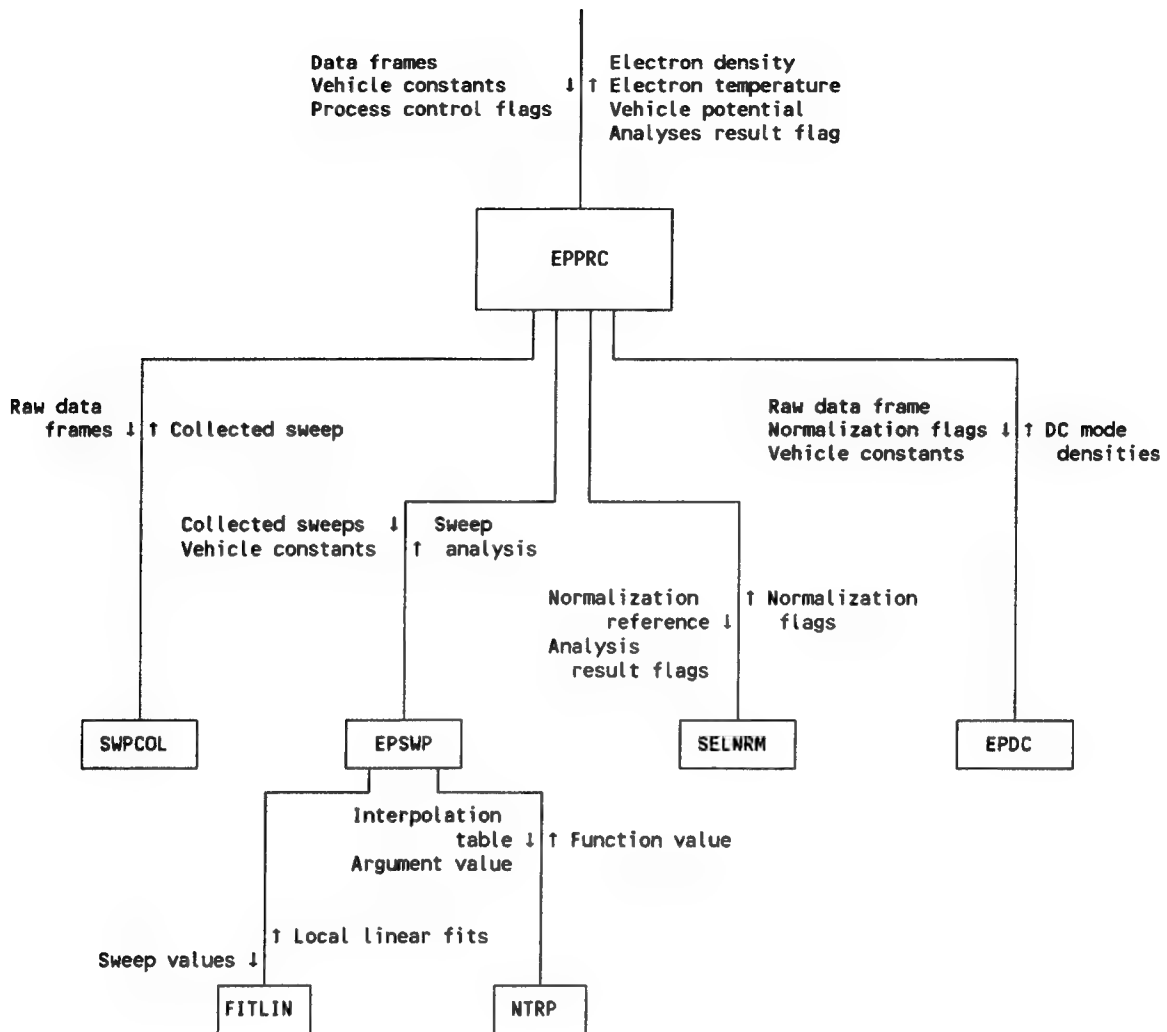 Data frames
Vehicle constants ↓
Process control flags
Electron density
↑ Electron temperature
Vehicle potential
Analyses result flag
EPPRC
Raw data
frames ↓ ↑ Collected sweep
Raw data frame
Normalization flags ↓ ↑ DC mode
Vehicle constants densities
Collected sweeps ↓ Sweep
Vehicle constants ↑ analysis
Normalization ↑ Normalization
reference ↓ flags
Analysis
result flags
SWPCOL
EPSWP
SELNRM
EPDC
Interpolation
table ↓ ↑ Function value
Argument value
↑ Local linear fits
Sweep values ↓
FITLIN
NTRP